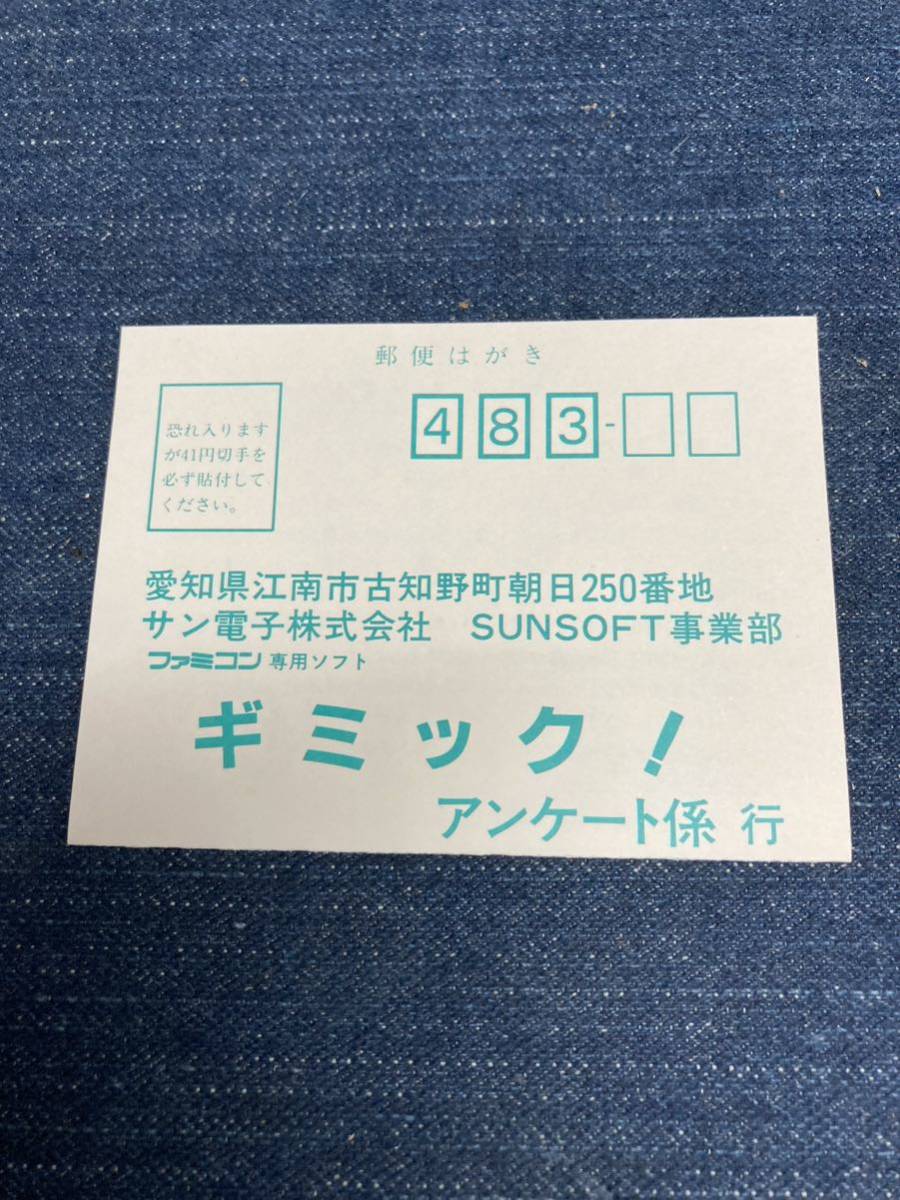 郵便はがき
恐れ入ります
が41円切手を
必ず貼付して
ください。
483-
愛知県江南市古知野町朝日250番地
サン電子株式会社 SUNSOFT事業部
ファミコン 専用ソフト
ギミック!
アンケート係 行